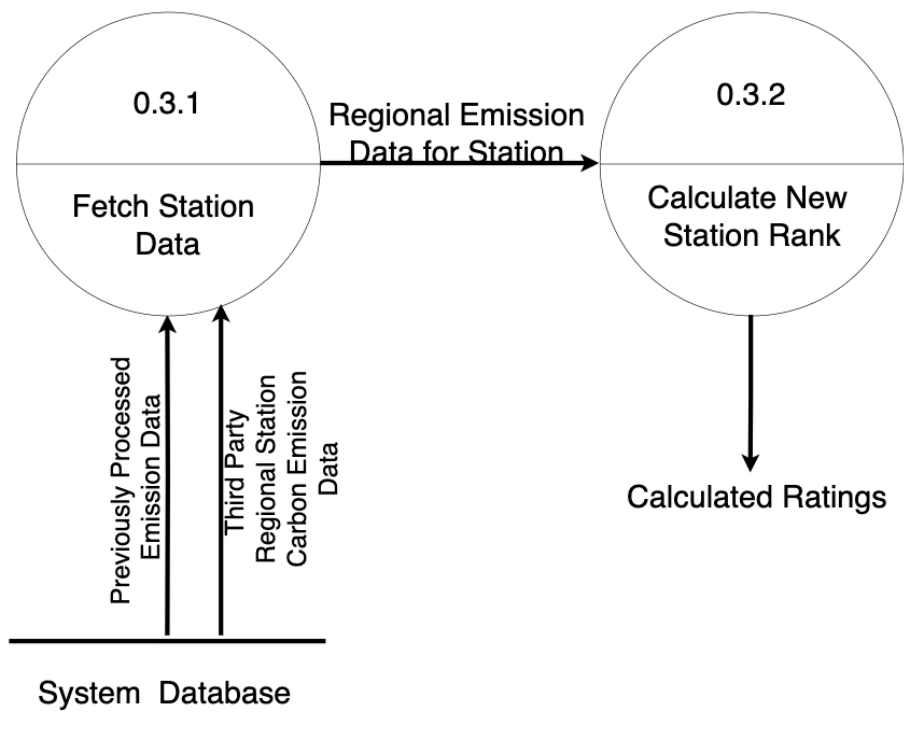 0.3.1
Fetch Station
Data
Regional Emission
Data for Station
0.3.2
Calculate New
Station Rank
Previously Processed
Emission Data
Third Party
Regional Station
Carbon Emission
Data
Calculated Ratings
System Database